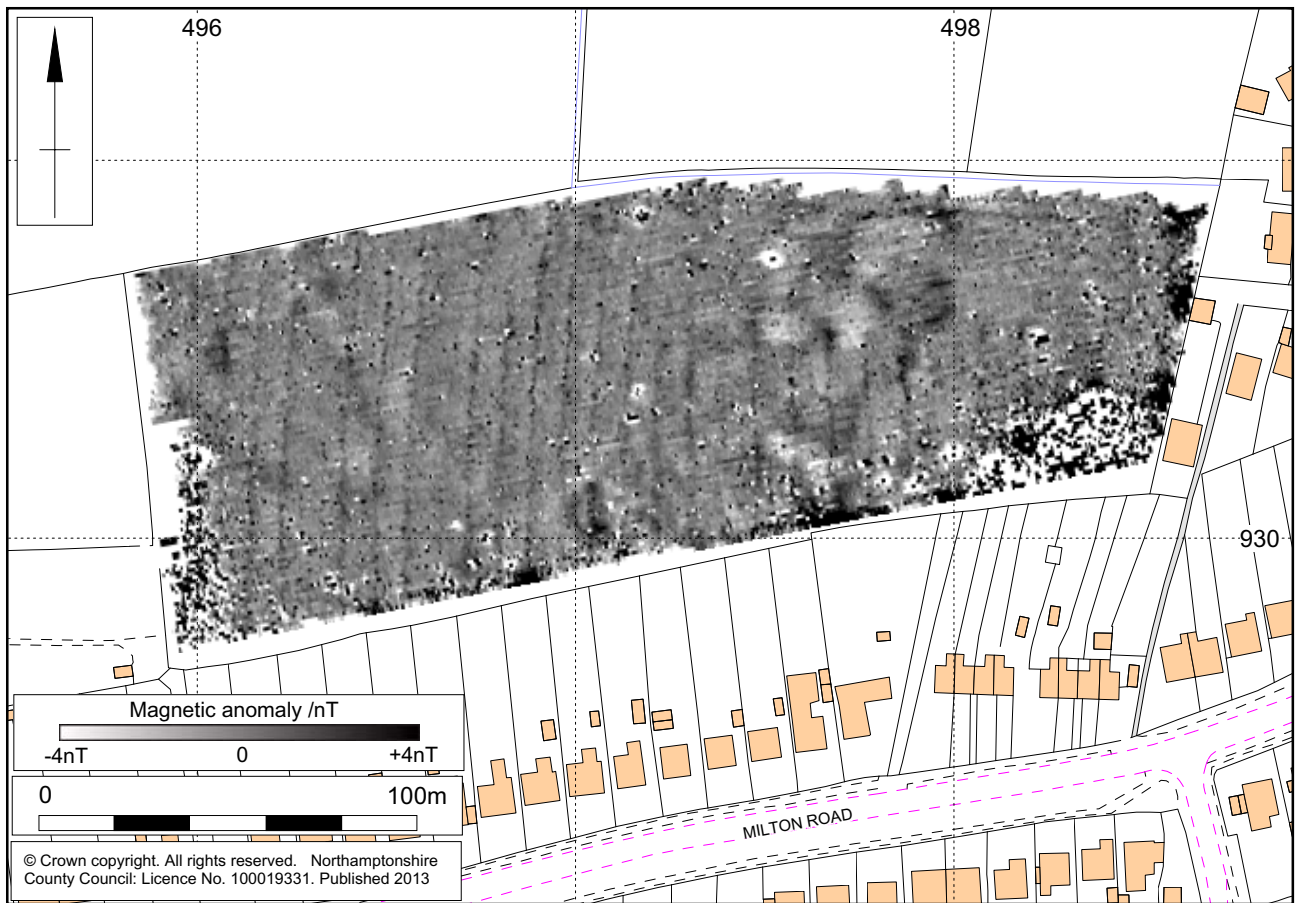 496
498
930
Magnetic anomaly /nT
-4nT
0
+4nT
0
100m
MILTON ROAD
© Crown copyright. All rights reserved. Northamptonshire
County Council: Licence No. 100019331. Published 2013